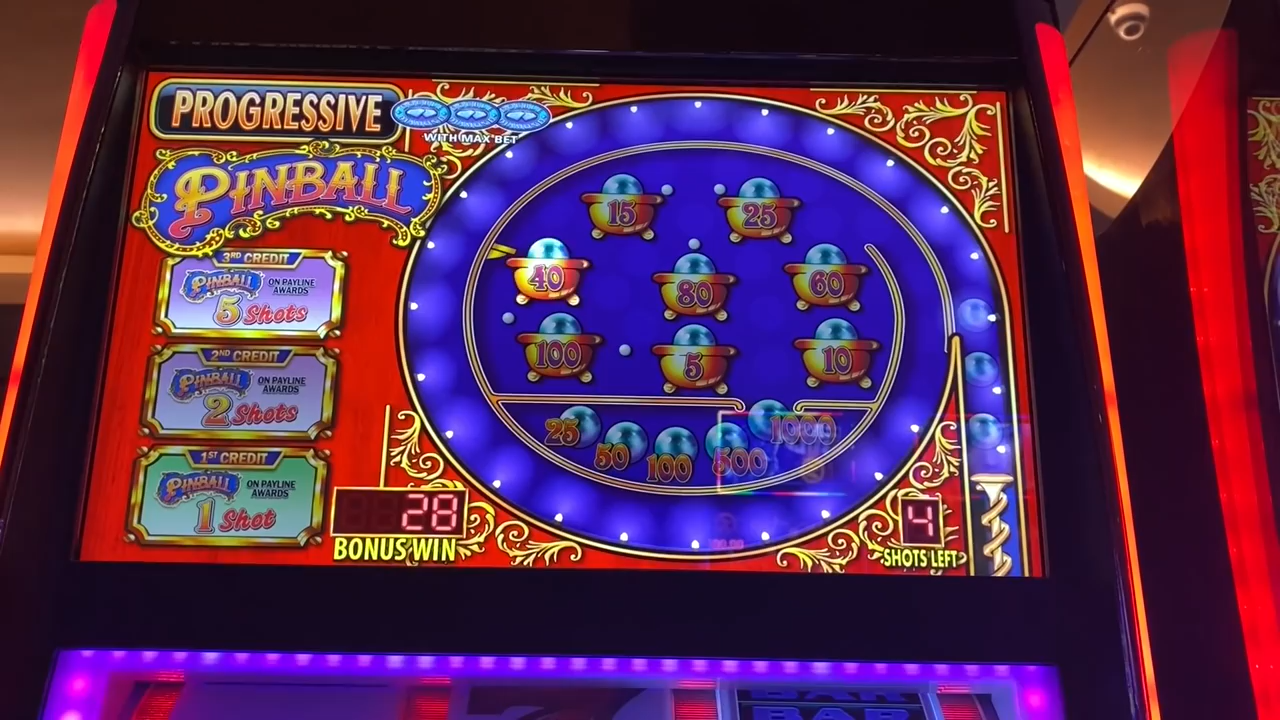 PROGRESSIVE
WITH MAX BET
PINBALL
3RD CREDIT
PINBALL ON PAYLINE AWARDS
5 Shots
2ND CREDIT
PINBALL ON PAYLINE AWARDS
2 Shots
1ST CREDIT
PINBALL ON PAYLINE AWARDS
1 Shot
15
25
40
80
60
100
5
10
25
50
100
500
1000
28
BONUS WIN
4
SHOTS LEFT
BAR
BAR